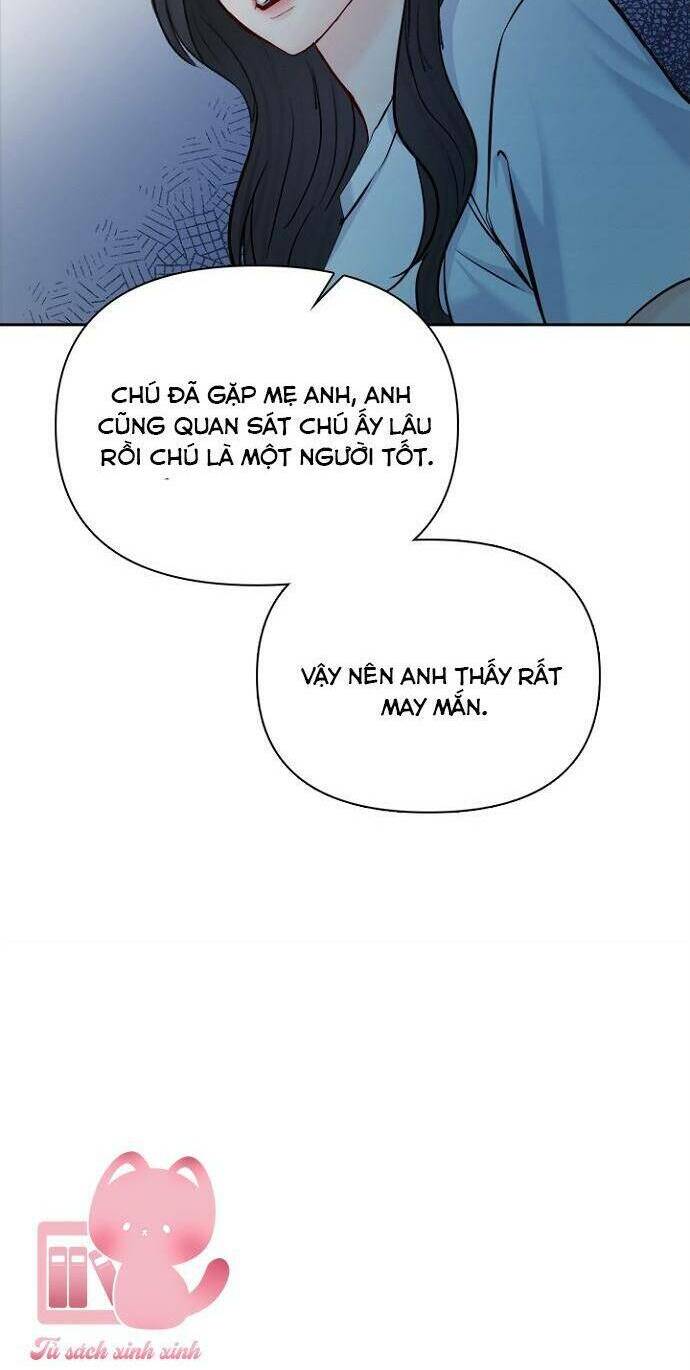 CHÚ ĐÃ GẶP MẸ ANH, ANH
CŨNG QUAN SÁT CHÚ ẤY LÂU
RỒI CHÚ LÀ MỘT NGƯỜI TỐT.
VẬY NÊN ANH THẤY RẤT
MAY MẮN.
Tủ sách xinh xinh